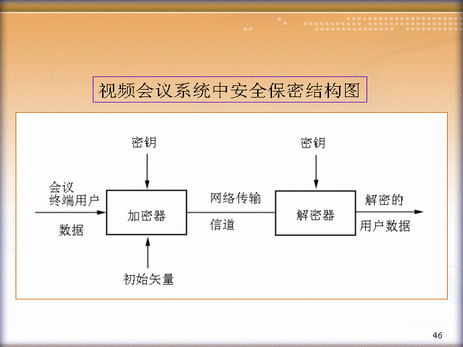 视频会议系统中安全保密结构图
密钥
密钥
会议
终端用户
数据
加密器
网络传输
信道
解密器
解密的
用户数据
初始矢量
46